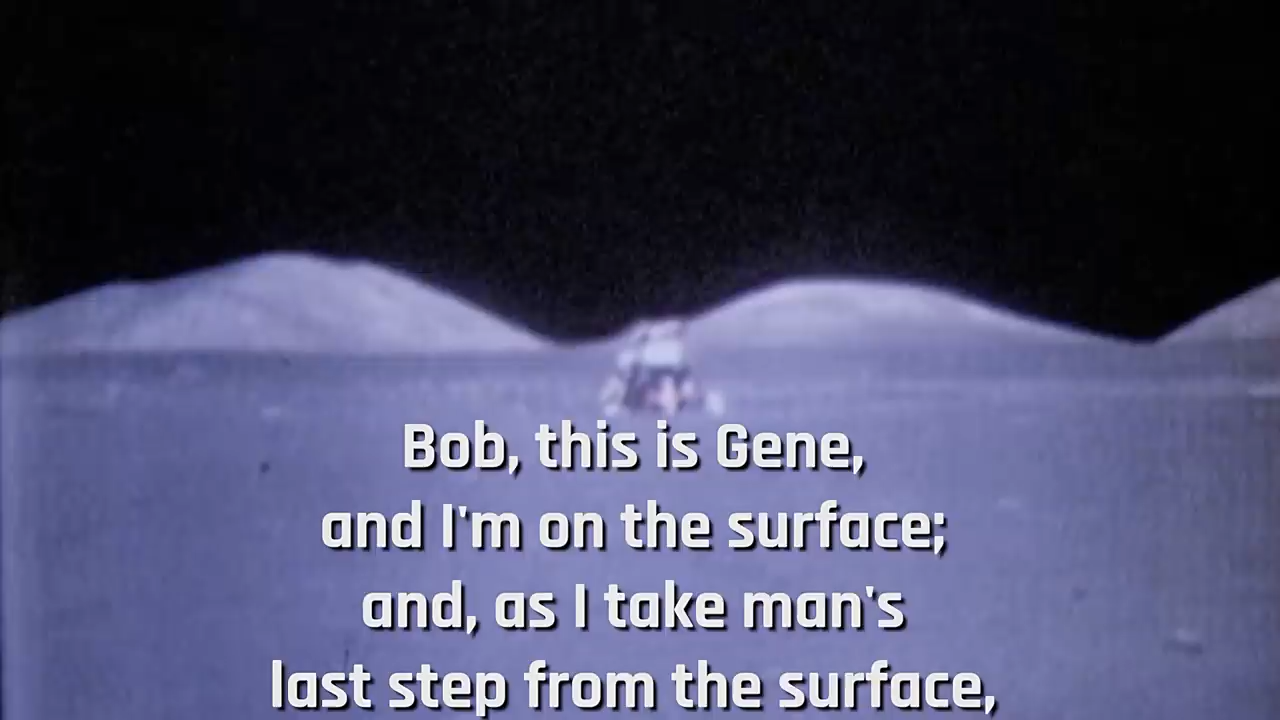 Bob, this is Gene,
and I'm on the surface;
and, as I take man's
last step from the surface,